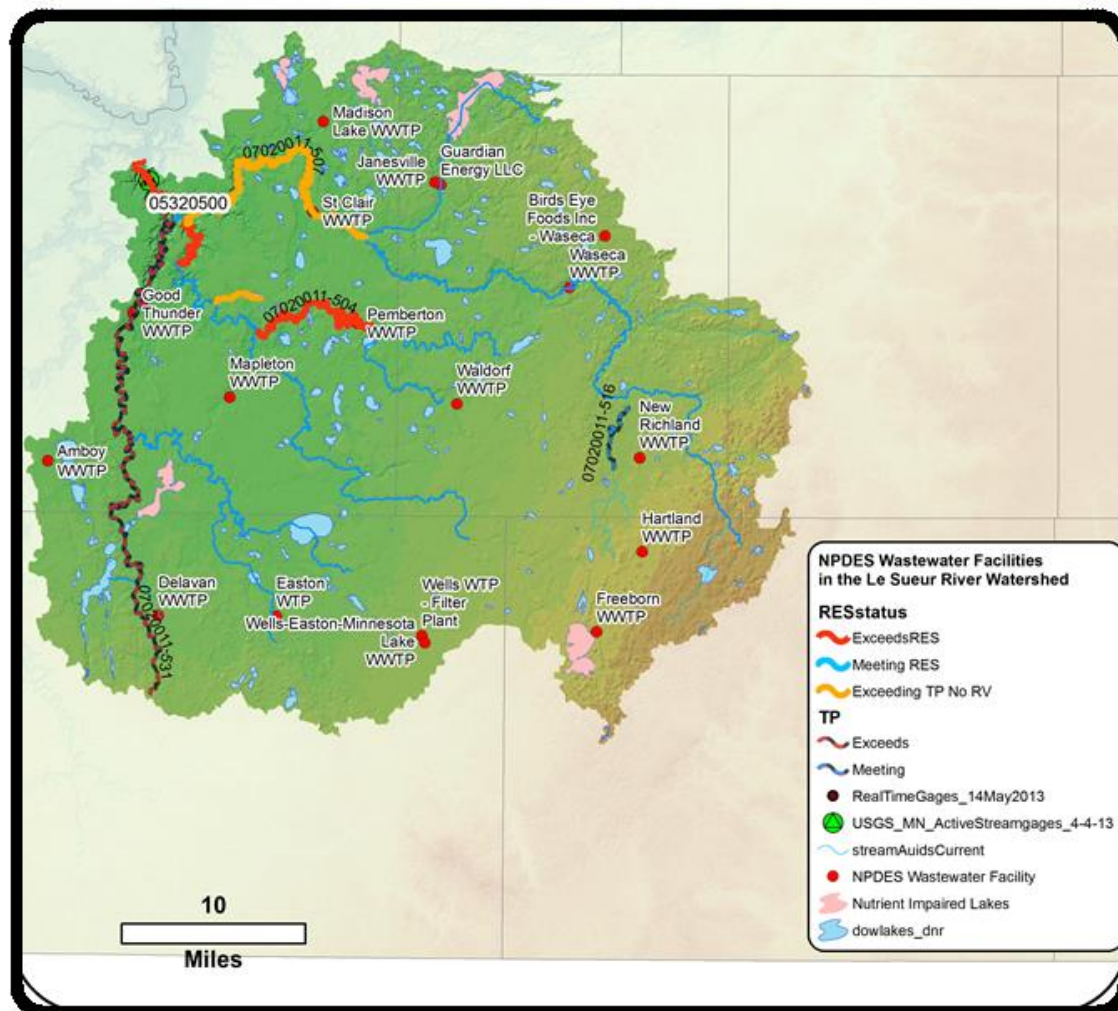 Madison
Lake WWTP
07020011-507
Guardian
Energy LLC
Janesville
WWTP
05320500
St Clair
WWTP
Birds Eye
Foods Inc
- Waseca
Waseca
WWTP
Good
Thunder
WWTP
07020011-504
Pemberton
WWTP
Mapleton
WWTP
Waldorf
WWTP
07020011-516
New
Richland
WWTP
Amboy
WWTP
Hartland
WWTP
Delavan
WWTP
07020011-531
Easton
WTP
Wells WTP
- Filter
Plant
Wells-Easton-Minnesota
Lake
WWTP
Freeborn
WWTP
NPDES Wastewater Facilities
in the Le Sueur River Watershed
RESstatus
ExceedsRES
Meeting RES
Exceeding TP No RV
TP
Exceeds
Meeting
RealTimeGages_14May2013
USGS_MN_ActiveStreamgages_4-4-13
streamAuidsCurrent
NPDES Wastewater Facility
Nutrient Impaired Lakes
dowlakes_dnr
10
Miles